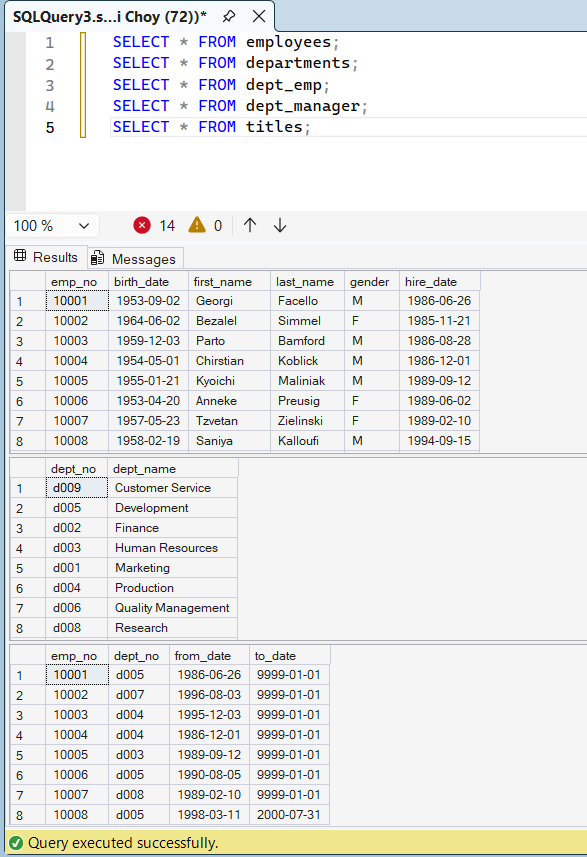 SQLQuery3.s...i Choy (72))*
1 SELECT * FROM employees;
2 SELECT * FROM departments;
3 SELECT * FROM dept_emp;
4 SELECT * FROM dept_manager;
5 SELECT * FROM titles;
100 % 14 0
Results Messages
emp_no birth_date first_name last_name gender hire_date
1 10001 1953-09-02 Georgi Facello M 1986-06-26
2 10002 1964-06-02 Bezalel Simmel F 1985-11-21
3 10003 1959-12-03 Parto Bamford M 1986-08-28
4 10004 1954-05-01 Chirstian Koblick M 1986-12-01
5 10005 1955-01-21 Kyoichi Maliniak M 1989-09-12
6 10006 1953-04-20 Anneke Preusig F 1989-06-02
7 10007 1957-05-23 Tzvetan Zielinski F 1989-02-10
8 10008 1958-02-19 Saniya Kalloufi M 1994-09-15
dept_no dept_name
1 d009 Customer Service
2 d005 Development
3 d002 Finance
4 d003 Human Resources
5 d001 Marketing
6 d004 Production
7 d006 Quality Management
8 d008 Research
emp_no dept_no from_date to_date
1 10001 d005 1986-06-26 9999-01-01
2 10002 d007 1996-08-03 9999-01-01
3 10003 d004 1995-12-03 9999-01-01
4 10004 d004 1986-12-01 9999-01-01
5 10005 d003 1989-09-12 9999-01-01
6 10006 d005 1990-08-05 9999-01-01
7 10007 d008 1989-02-10 9999-01-01
8 10008 d005 1998-03-11 2000-07-31
Query executed successfully.